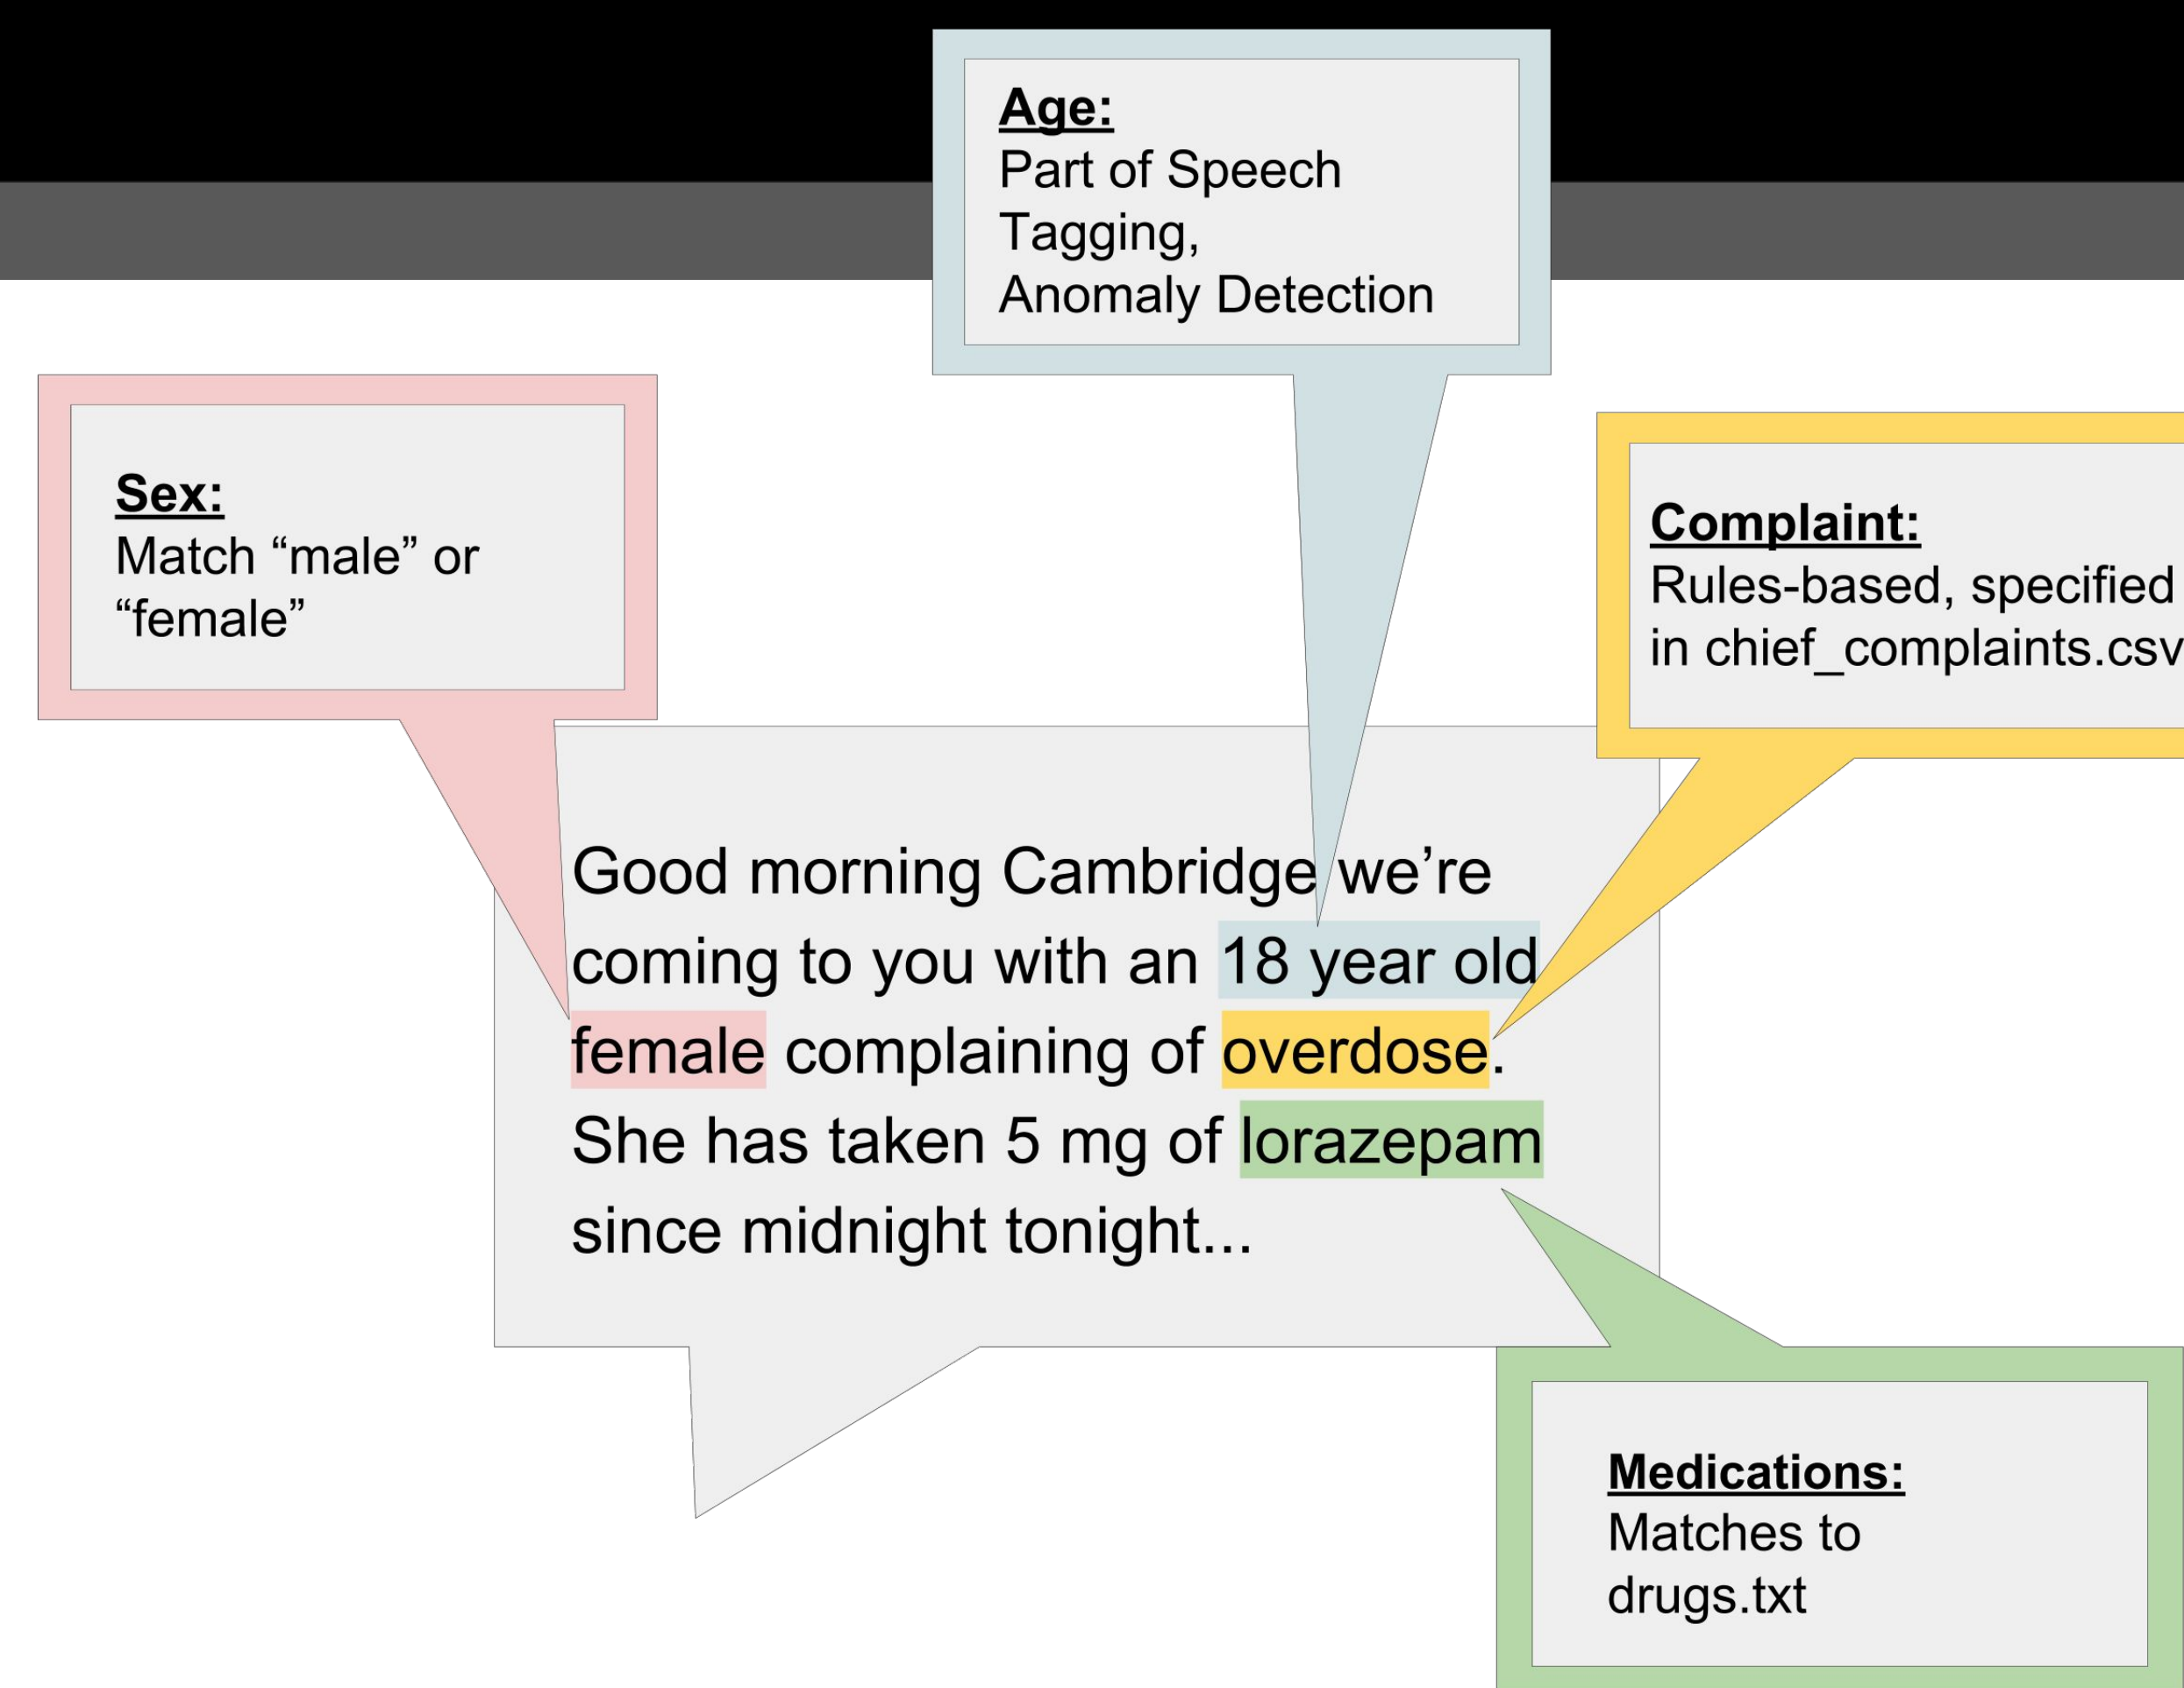 Age:
Part of Speech
Tagging,
Anomaly Detection
Sex:
Match “male” or
“female”
Complaint:
Rules-based, specified
in chief_complaints.csv
Good morning Cambridge we’re
coming to you with an 18 year old
female complaining of overdose.
She has taken 5 mg of lorazepam
since midnight tonight...
Medications:
Matches to
drugs.txt